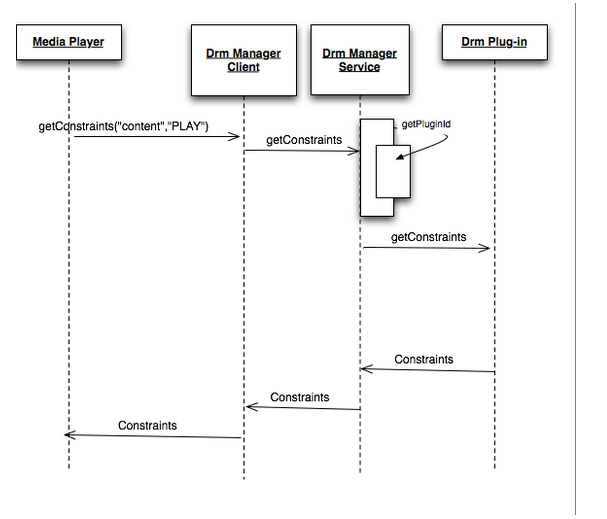 Media Player
Drm Manager
Client
Drm Manager
Service
Drm Plug-in
getConstraints("content","PLAY")
getPluginId
getConstraints
getConstraints
Constraints
Constraints
Constraints